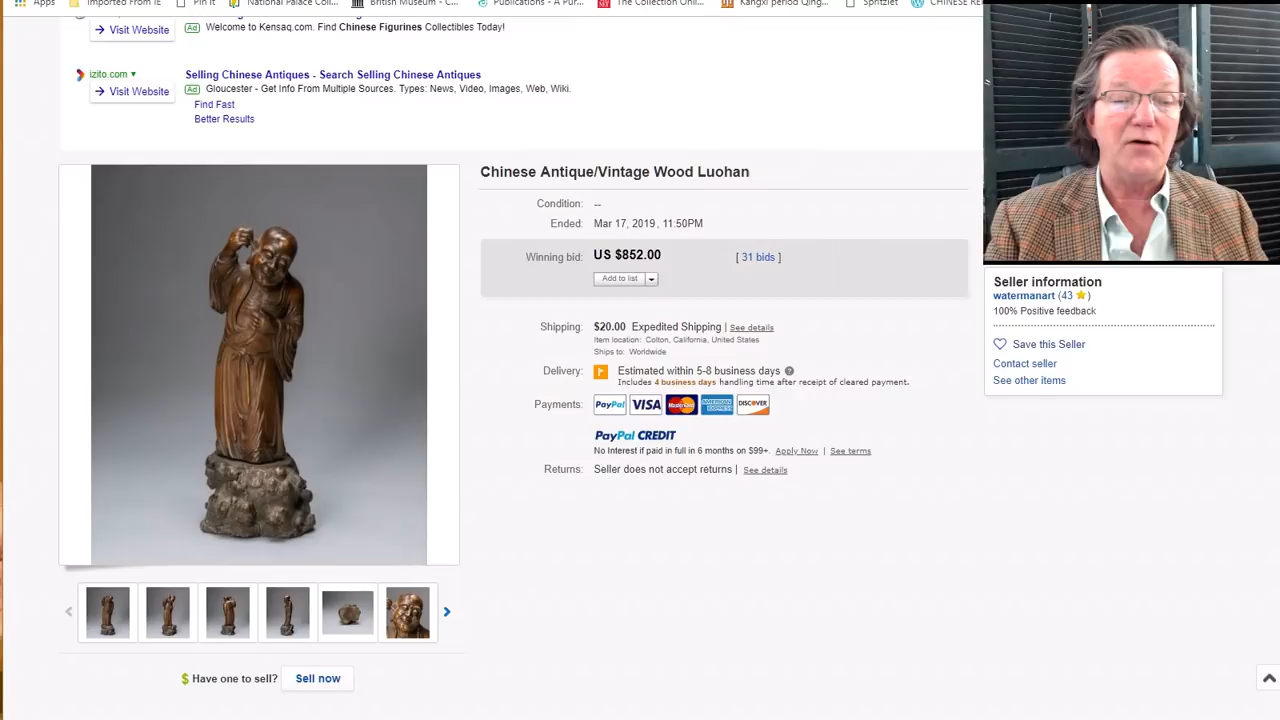 Apps
Imported From IE
Pin It
National Palace Coll...
British Museum - C...
Publications - A Pur...
The Collection Onl...
Kangxi period Qing...
Spritzlet
CHINESE RE
Visit Website
Ad Welcome to Kensaq.com. Find Chinese Figurines Collectibles Today!
izito.com
Selling Chinese Antiques - Search Selling Chinese Antiques
Visit Website
Ad Gloucester - Get Info From Multiple Sources. Types: News, Video, Images, Web, Wiki.
Find Fast
Better Results
Chinese Antique/Vintage Wood Luohan
Condition: --
Ended: Mar 17, 2019 , 11:50PM
Winning bid: US $852.00 [ 31 bids ]
Add to list
Shipping: $20.00 Expedited Shipping | See details
Item location: Colton, California, United States
Ships to: Worldwide
Delivery: Estimated within 5-8 business days
Includes 4 business days handling time after receipt of cleared payment.
Payments: PayPal VISA MasterCard AMERICAN EXPRESS DISCOVER
PayPal CREDIT
No Interest if paid in full in 6 months on $99+. Apply Now | See terms
Returns: Seller does not accept returns | See details
Seller information
watermanart (43 )
100% Positive feedback
Save this Seller
Contact seller
See other items
$ Have one to sell? Sell now